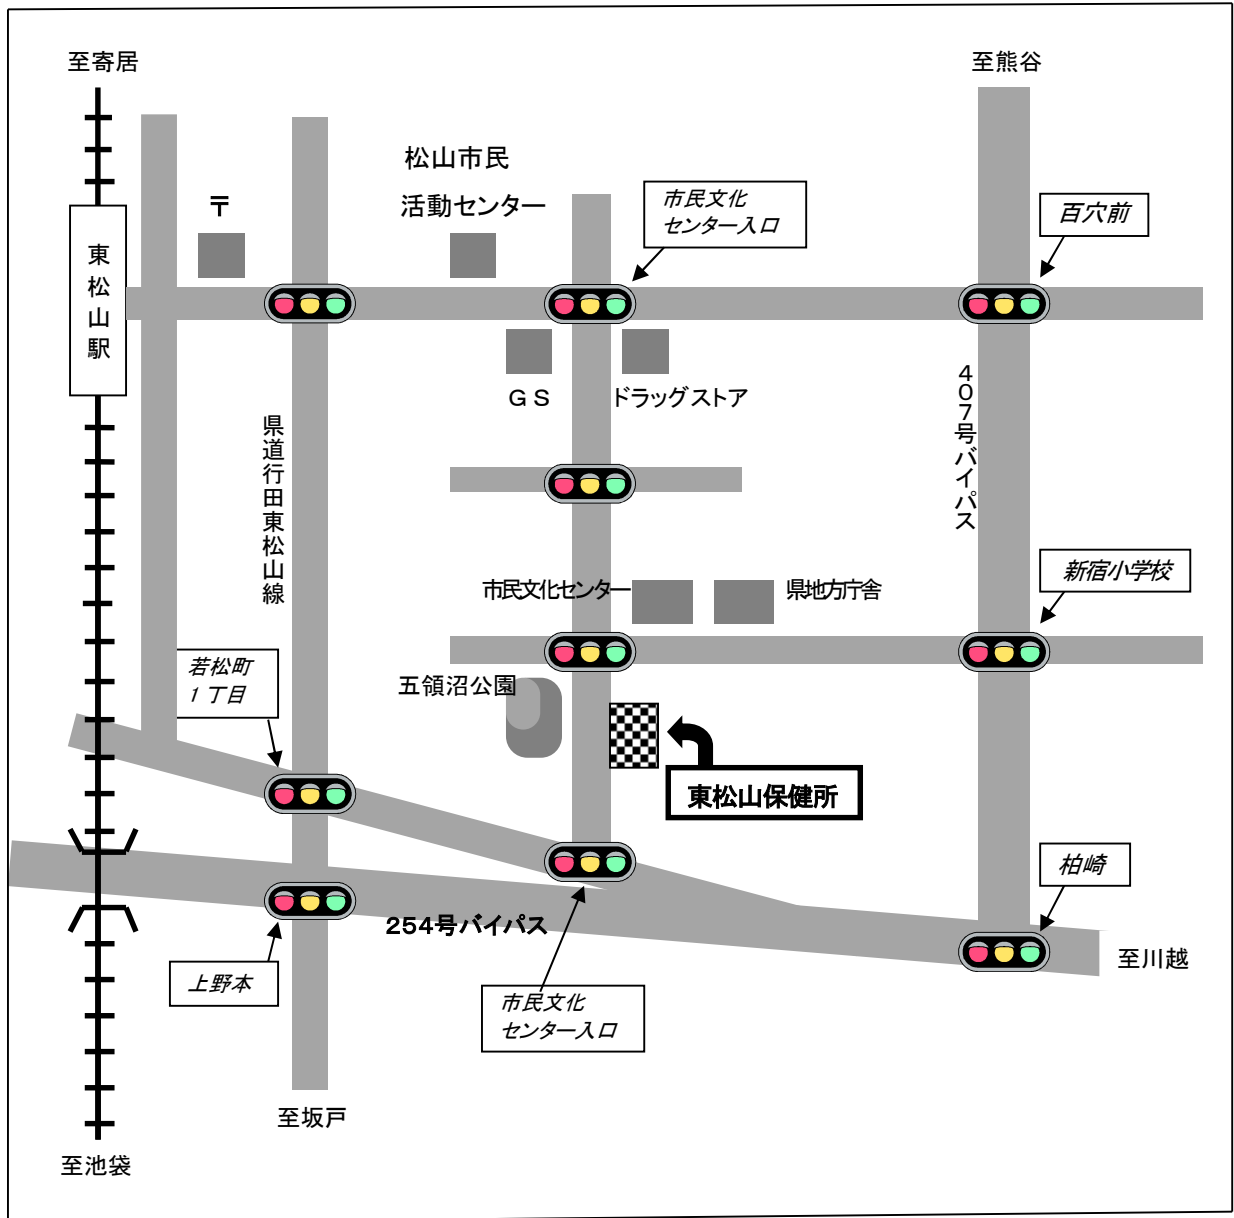 至寄居
至熊谷
松山市民
活動センター
〒
市民文化
センター入口
百穴前
東松山駅
GS
ドラッグストア
407号バイパス
県道行田東松山線
市民文化センター
県地方庁舎
新宿小学校
若松町
1丁目
五領沼公園
東松山保健所
柏崎
254号バイパス
至川越
上野本
市民文化
センター入口
至坂戸
至池袋